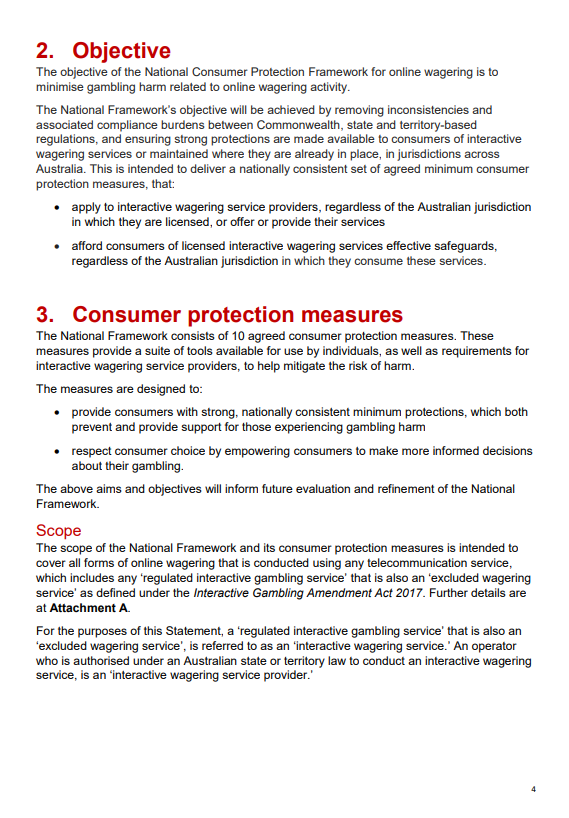 2. Objective
The objective of the National Consumer Protection Framework for online wagering is to
minimise gambling harm related to online wagering activity.
The National Framework's objective will be achieved by removing inconsistencies and
associated compliance burdens between Commonwealth, state and territory-based
regulations, and ensuring strong protections are made available to consumers of interactive
wagering services or maintained where they are already in place, in jurisdictions across
Australia. This is intended to deliver a nationally consistent set of agreed minimum consumer
protection measures, that:
• apply to interactive wagering service providers, regardless of the Australian jurisdiction
in which they are licensed, or offer or provide their services
• afford consumers of licensed interactive wagering services effective safeguards,
regardless of the Australian jurisdiction in which they consume these services.
3. Consumer protection measures
The National Framework consists of 10 agreed consumer protection measures. These
measures provide a suite of tools available for use by individuals, as well as requirements for
interactive wagering service providers, to help mitigate the risk of harm.
The measures are designed to:
• provide consumers with strong, nationally consistent minimum protections, which both
prevent and provide support for those experiencing gambling harm
• respect consumer choice by empowering consumers to make more informed decisions
about their gambling.
The above aims and objectives will inform future evaluation and refinement of the National
Framework.
Scope
The scope of the National Framework and its consumer protection measures is intended to
cover all forms of online wagering that is conducted using any telecommunication service,
which includes any 'regulated interactive gambling service' that is also an 'excluded wagering
service' as defined under the Interactive Gambling Amendment Act 2017. Further details are
at Attachment A.
For the purposes of this Statement, a 'regulated interactive gambling service' that is also an
'excluded wagering service', is referred to as an 'interactive wagering service.' An operator
who is authorised under an Australian state or territory law to conduct an interactive wagering
service, is an 'interactive wagering service provider.'
4